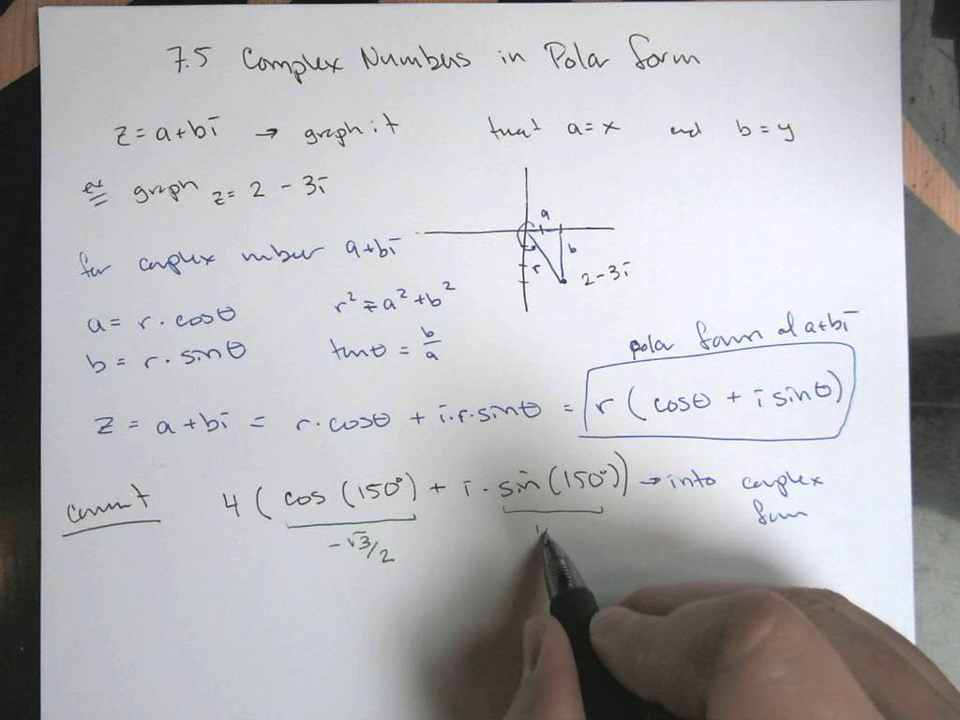 7.5 Complex Numbers in Polar form
z = a+bi → graph it that a = x and b = y
ex graph z = 2 - 3i
a
b
r
2-3i
for complex number a+bi
a = r · cosθ r² = a² + b²
b = r · sinθ tanθ = b/a
polar form of a+bi
z = a+bi = r·cosθ + i·r·sinθ = r (cosθ + i sinθ)
convert 4 (cos (150°) + i · sin (150°)) → into complex form
-√3/2